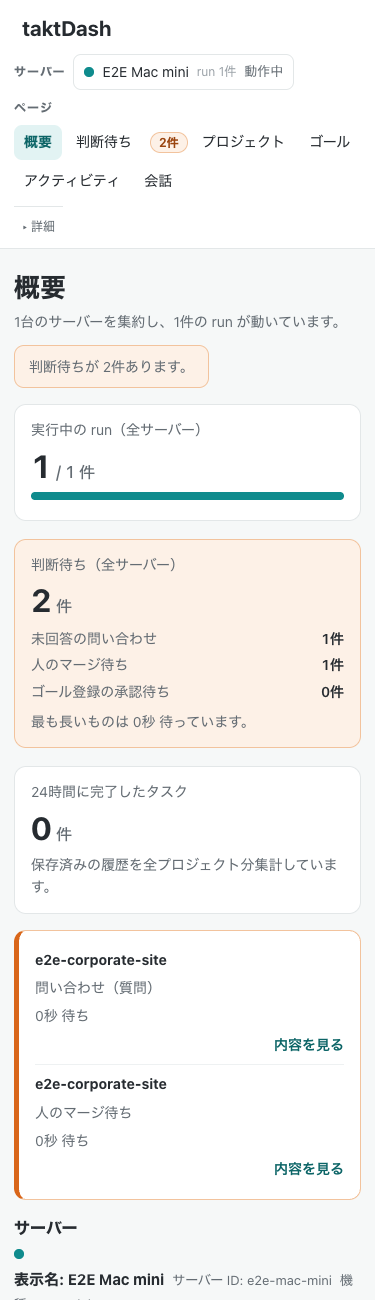 taktDash
サーバー E2E Mac mini run 1件 動作中
ページ
概要 判断待ち 2件 プロジェクト ゴール
アクティビティ 会話
▸ 詳細
概要
1台のサーバーを集約し、1件の run が動いています。
判断待ちが 2件あります。
実行中の run（全サーバー）
1 / 1 件
判断待ち（全サーバー）
2 件
未回答の問い合わせ 1件
人のマージ待ち 1件
ゴール登録の承認待ち 0件
最も長いものは 0秒 待っています。
24時間に完了したタスク
0 件
保存済みの履歴を全プロジェクト分集計していま
す。
e2e-corporate-site
問い合わせ（質問）
0秒 待ち
内容を見る
e2e-corporate-site
人のマージ待ち
0秒 待ち
内容を見る
サーバー
表示名: E2E Mac mini サーバー ID: e2e-mac-mini 機